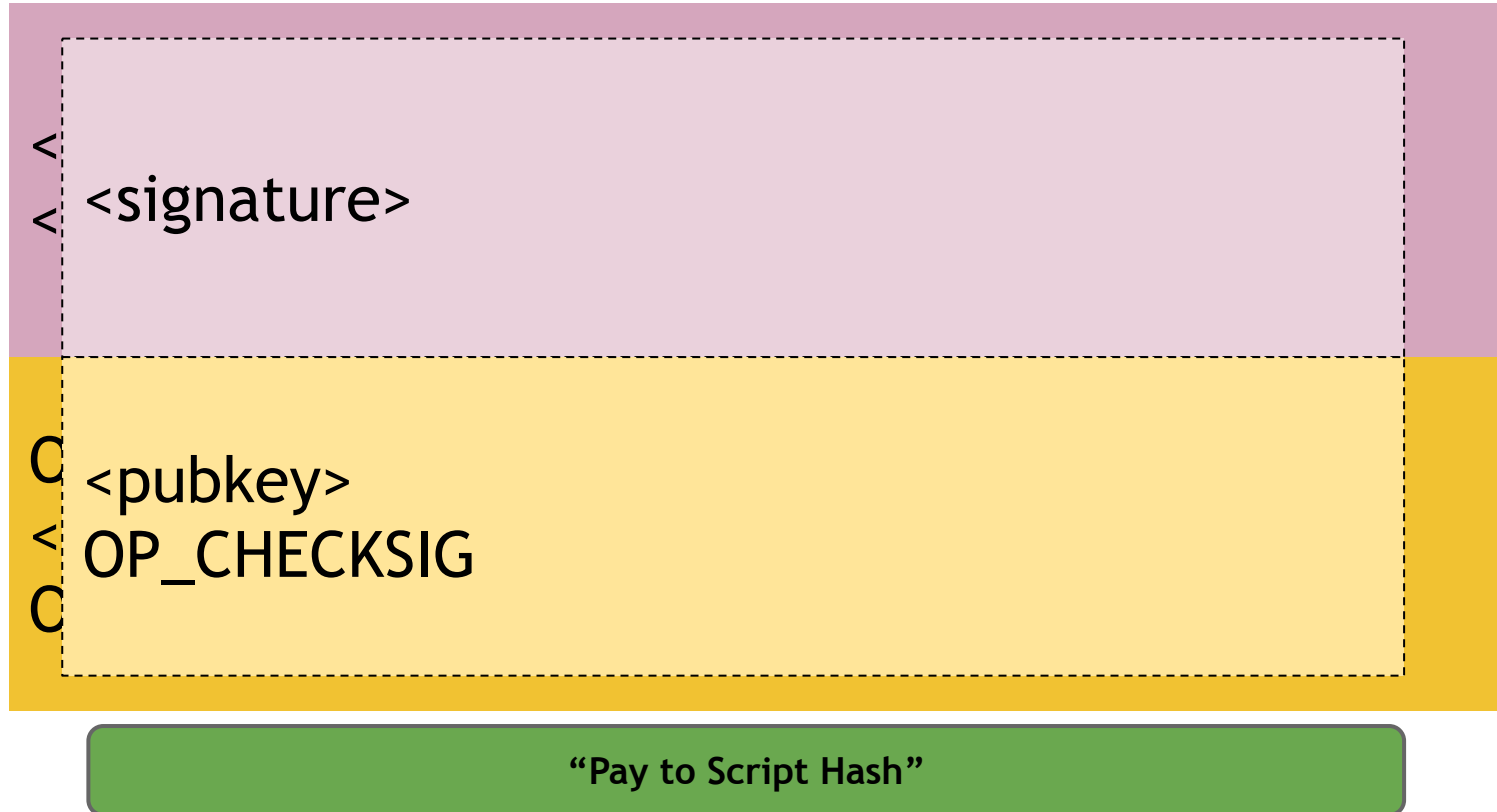 <
<
<signature>
O
<
O
<pubkey>
OP_CHECKSIG
“Pay to Script Hash”